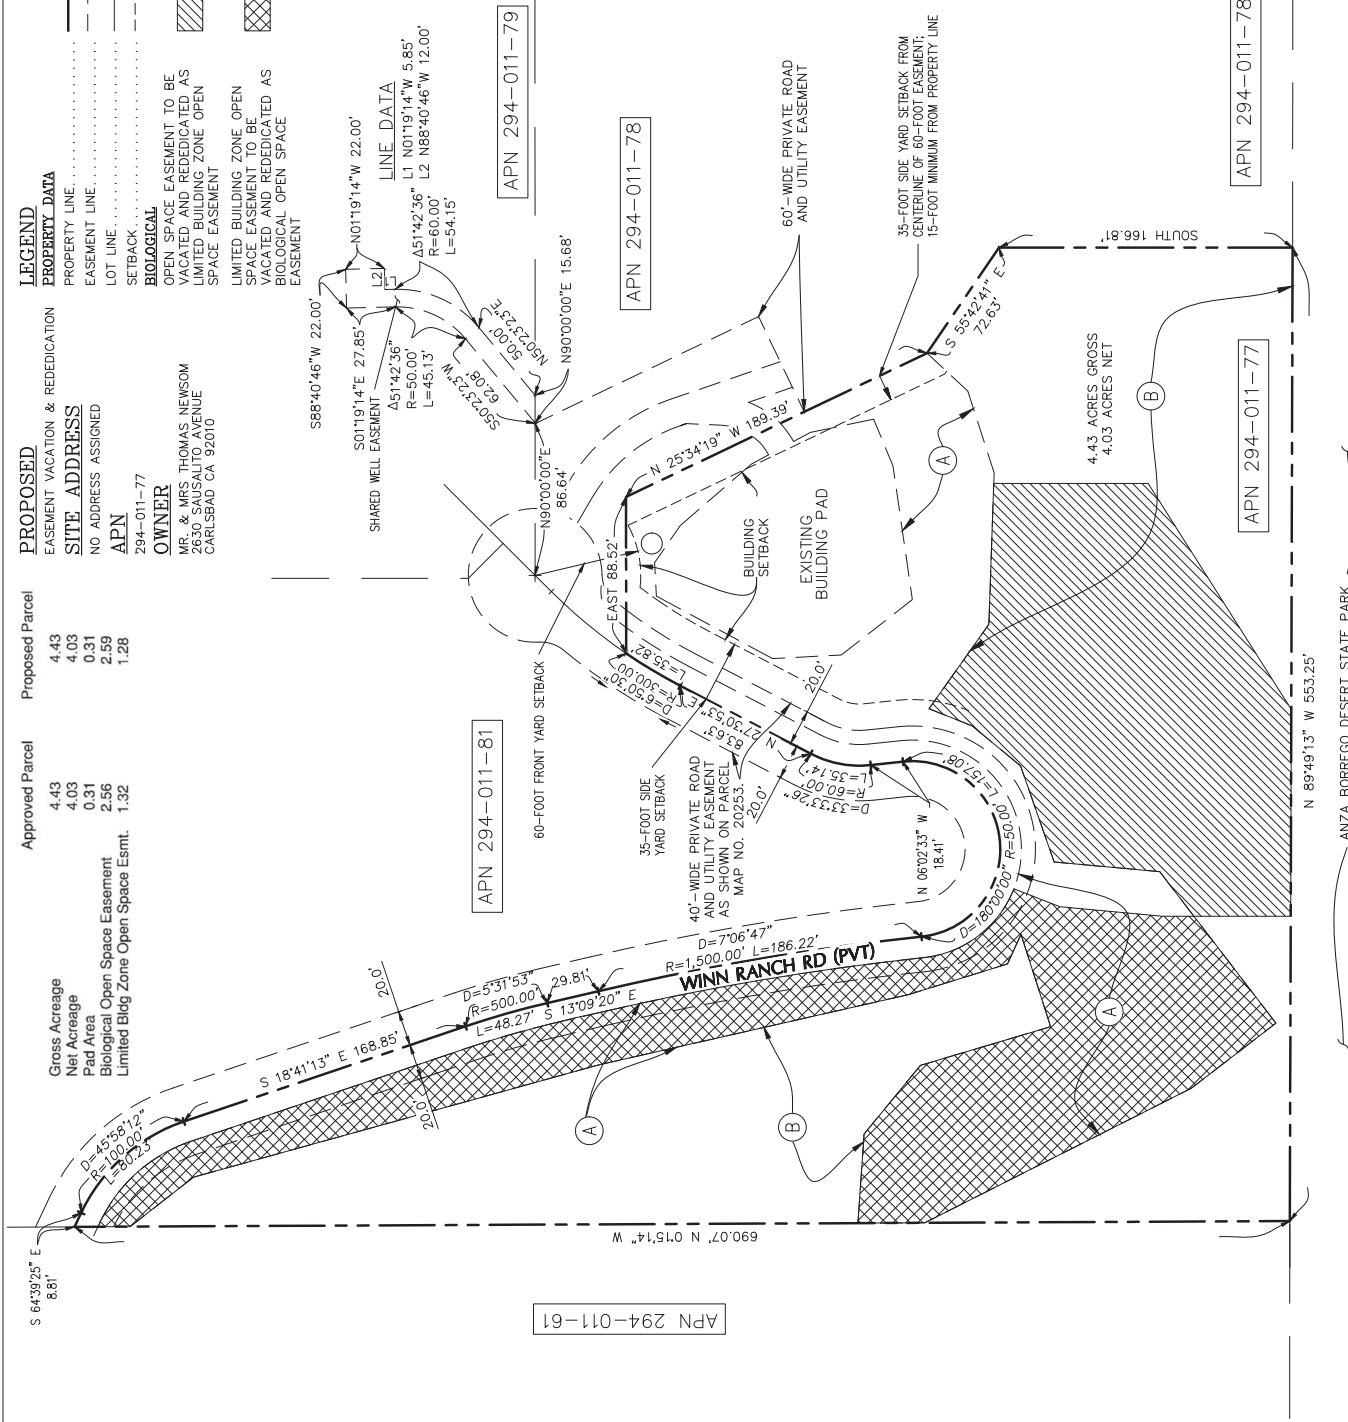 Approved Parcel
Proposed Parcel
Gross Acreage 4.43 4.43
Net Acreage 4.03 4.03
Pad Area 0.31 0.31
Biological Open Space Easement 2.56 2.59
Limited Bldg Zone Open Space Esmt. 1.32 1.28
PROPOSED
EASEMENT VACATION & REDEDICATION
SITE ADDRESS
NO ADDRESS ASSIGNED
APN
294-011-77
OWNER
MR. & MRS THOMAS NEWSOM
2630 SAUSALITO AVENUE
CARLSBAD CA 92010
LEGEND
PROPERTY DATA
PROPERTY LINE
EASEMENT LINE
LOT LINE
SETBACK
BIOLOGICAL
OPEN SPACE EASEMENT TO BE
VACATED AND REDEDICATED AS
LIMITED BUILDING ZONE OPEN
SPACE EASEMENT
LIMITED BUILDING ZONE OPEN
SPACE EASEMENT TO BE
VACATED AND REDEDICATED AS
BIOLOGICAL OPEN SPACE
EASEMENT
S88°40'46"W 22.00'
N01°19'14"W 22.00'
S01°19'14"E 27.85'
SHARED WELL EASEMENT
L2
L1
LINE DATA
L1 N01°19'14"W 5.85'
L2 N88°40'46"W 12.00'
Δ51°42'36"
R=60.00'
L=54.15'
Δ51°42'36"
R=50.00'
L=45.13'
S50°23'23"W
62.08'
N50°23'23"E
50.00'
N90°00'00"E 15.68'
N90°00'00"E
86.64'
APN 294-011-79
APN 294-011-78
APN 294-011-78
60'-WIDE PRIVATE ROAD
AND UTILITY EASEMENT
35-FOOT SIDE YARD SETBACK FROM
CENTERLINE OF 60-FOOT EASEMENT;
15-FOOT MINIMUM FROM PROPERTY LINE
EAST 88.52'
N 25°34'19" W 189.39'
S 55°42'41" E
72.63'
SOUTH 166.81'
BUILDING
SETBACK
EXISTING
BUILDING PAD
A
B
4.43 ACRES GROSS
4.03 ACRES NET
APN 294-011-77
60-FOOT FRONT YARD SETBACK
APN 294-011-81
35-FOOT SIDE
YARD SETBACK
40'-WIDE PRIVATE ROAD
AND UTILITY EASEMENT
AS SHOWN ON PARCEL
MAP NO. 20253.
D=6°50'30"
R=300.00'
L=35.82'
N 27°30'53" E
83.63'
20.0'
20.0'
D=33°33'26"
R=60.00'
L=35.14'
N 06°02'33" W
18.41'
D=180°00'00" R=50.00' L=157.08'
D=7°06'47"
R=1,500.00' L=186.22'
WINN RANCH RD (PVT)
29.81'
S 13°09'20" E
D=5°31'53"
R=500.00'
L=48.27'
20.0'
20.0'
S 18°41'13" E 168.85'
D=45°58'12"
R=100.00'
L=80.23'
S 64°39'25" E
8.81'
A
B
A
690.07' N 0°15'14" W
APN 294-011-61
N 89°49'13" W 553.25'
ANZA BORREGO DESERT STATE PARK